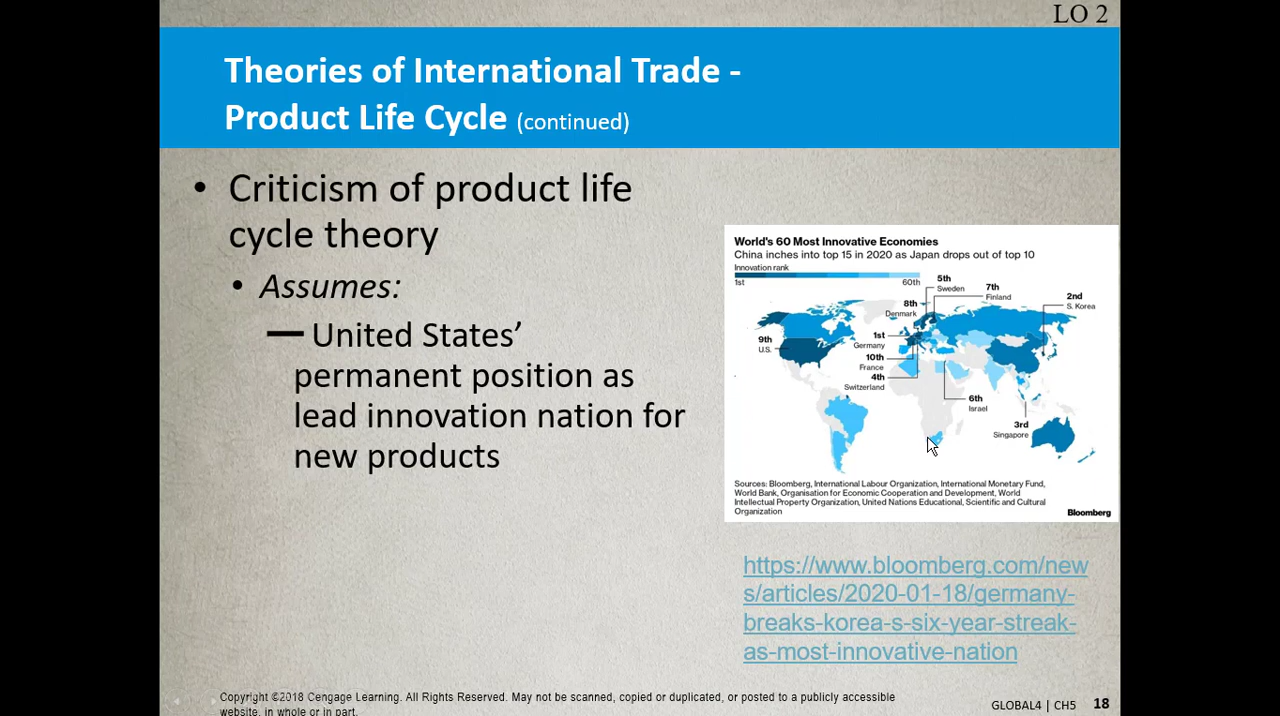 LO 2
Theories of International Trade -
Product Life Cycle (continued)
• Criticism of product life
cycle theory
• Assumes:
— United States’
permanent position as
lead innovation nation for
new products
World's 60 Most Innovative Economies
China inches into top 15 in 2020 as Japan drops out of top 10
Innovation rank
1st
60th
5th
Sweden
7th
Finland
2nd
S. Korea
8th
Denmark
9th
U.S.
1st
Germany
10th
France
4th
Switzerland
6th
Israel
3rd
Singapore
Sources: Bloomberg, International Labour Organization, International Monetary Fund,
World Bank, Organisation for Economic Cooperation and Development, World
Intellectual Property Organization, United Nations Educational, Scientific and Cultural
Organization
Bloomberg
https://www.bloomberg.com/new
s/articles/2020-01-18/germany-
breaks-korea-s-six-year-streak-
as-most-innovative-nation
Copyright ©2018 Cengage Learning. All Rights Reserved. May not be scanned, copied or duplicated, or posted to a publicly accessible
website, in whole or in part.
GLOBAL4 | CH5
18